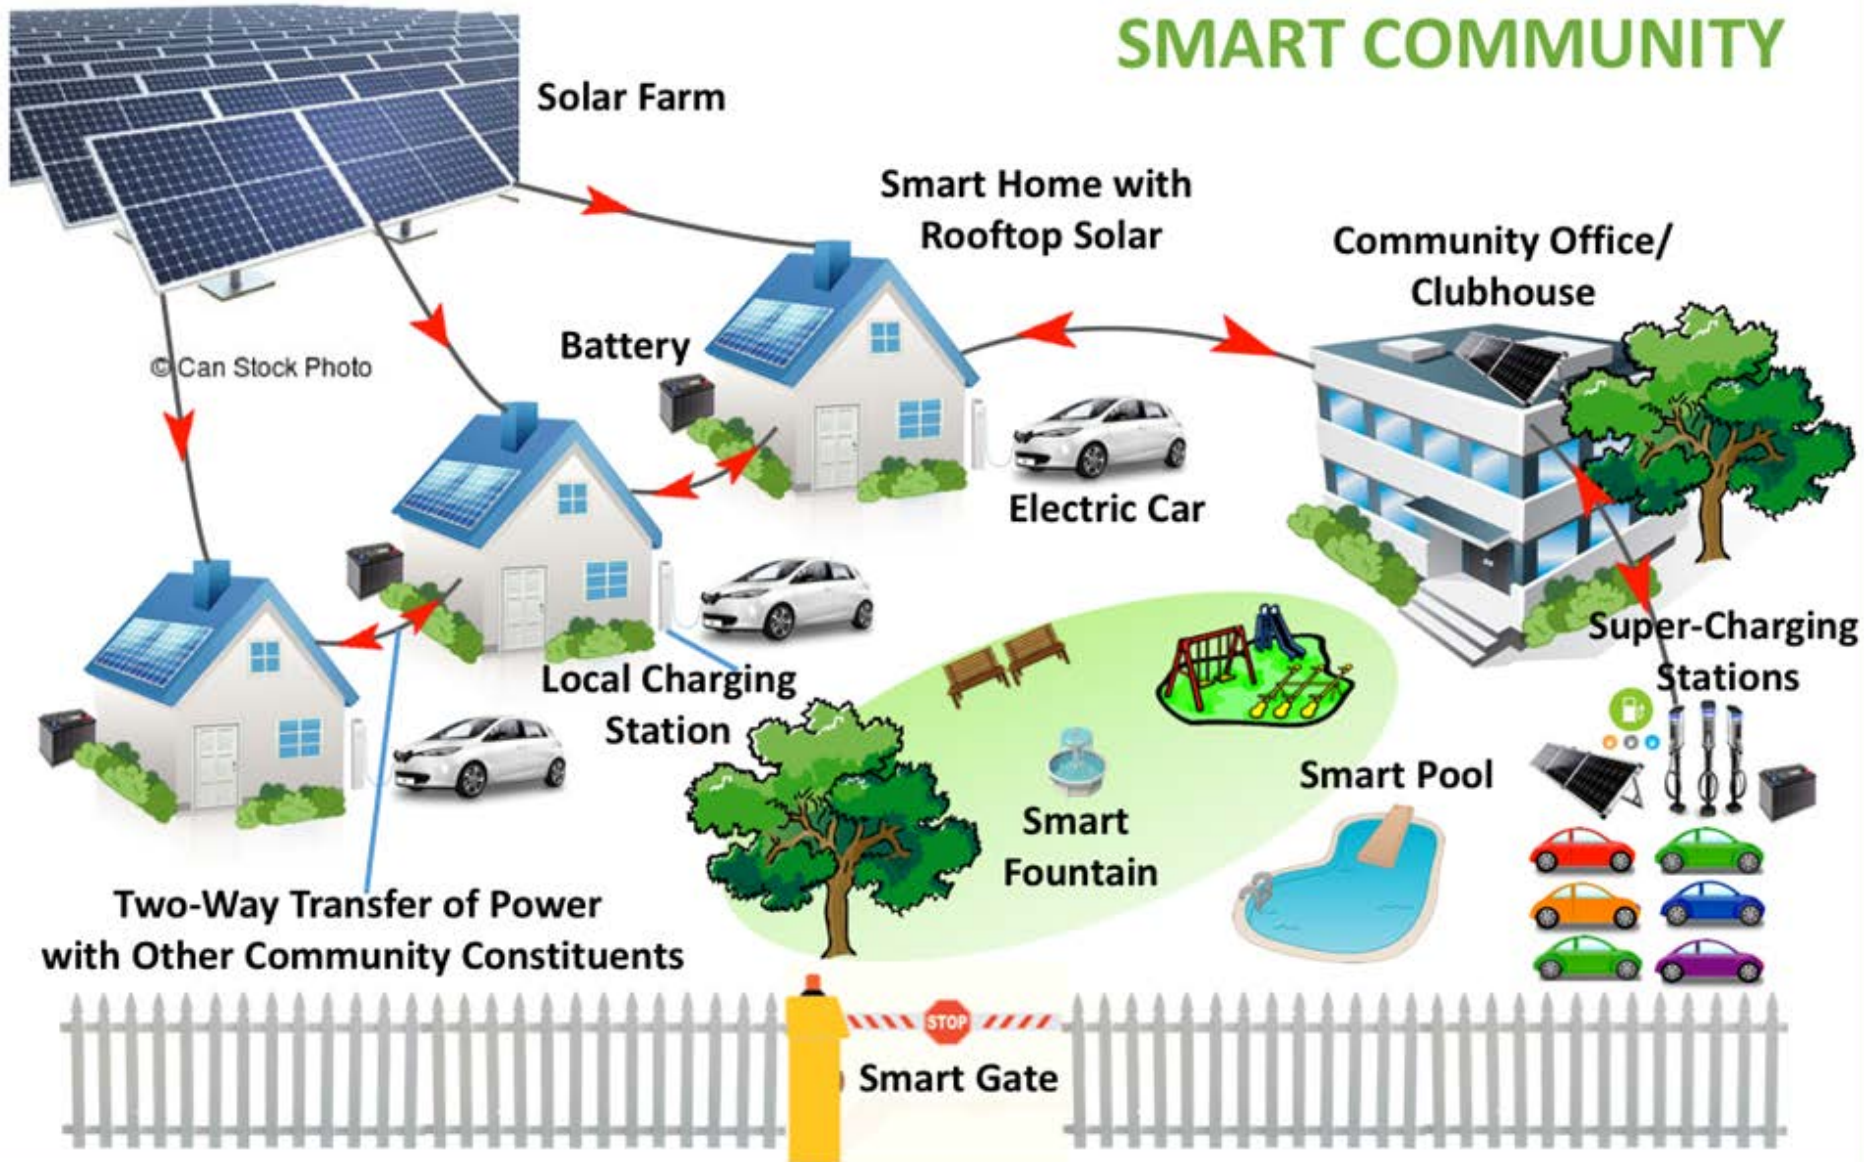 SMART COMMUNITY
Solar Farm
Smart Home with
Rooftop Solar
Community Office/
Clubhouse
Battery
© Can Stock Photo
Electric Car
Super-Charging
Stations
Local Charging
Station
Smart Pool
Smart
Fountain
Two-Way Transfer of Power
with Other Community Constituents
STOP
Smart Gate